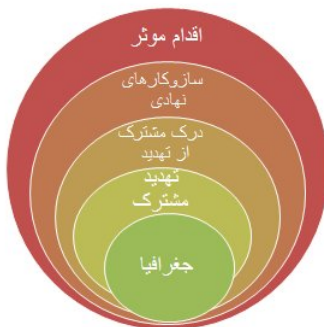 اقدام موثر
سازوکارهای
نهادی
درک مشترک
از تهدید
تهدید
مشترک
جغرافیا